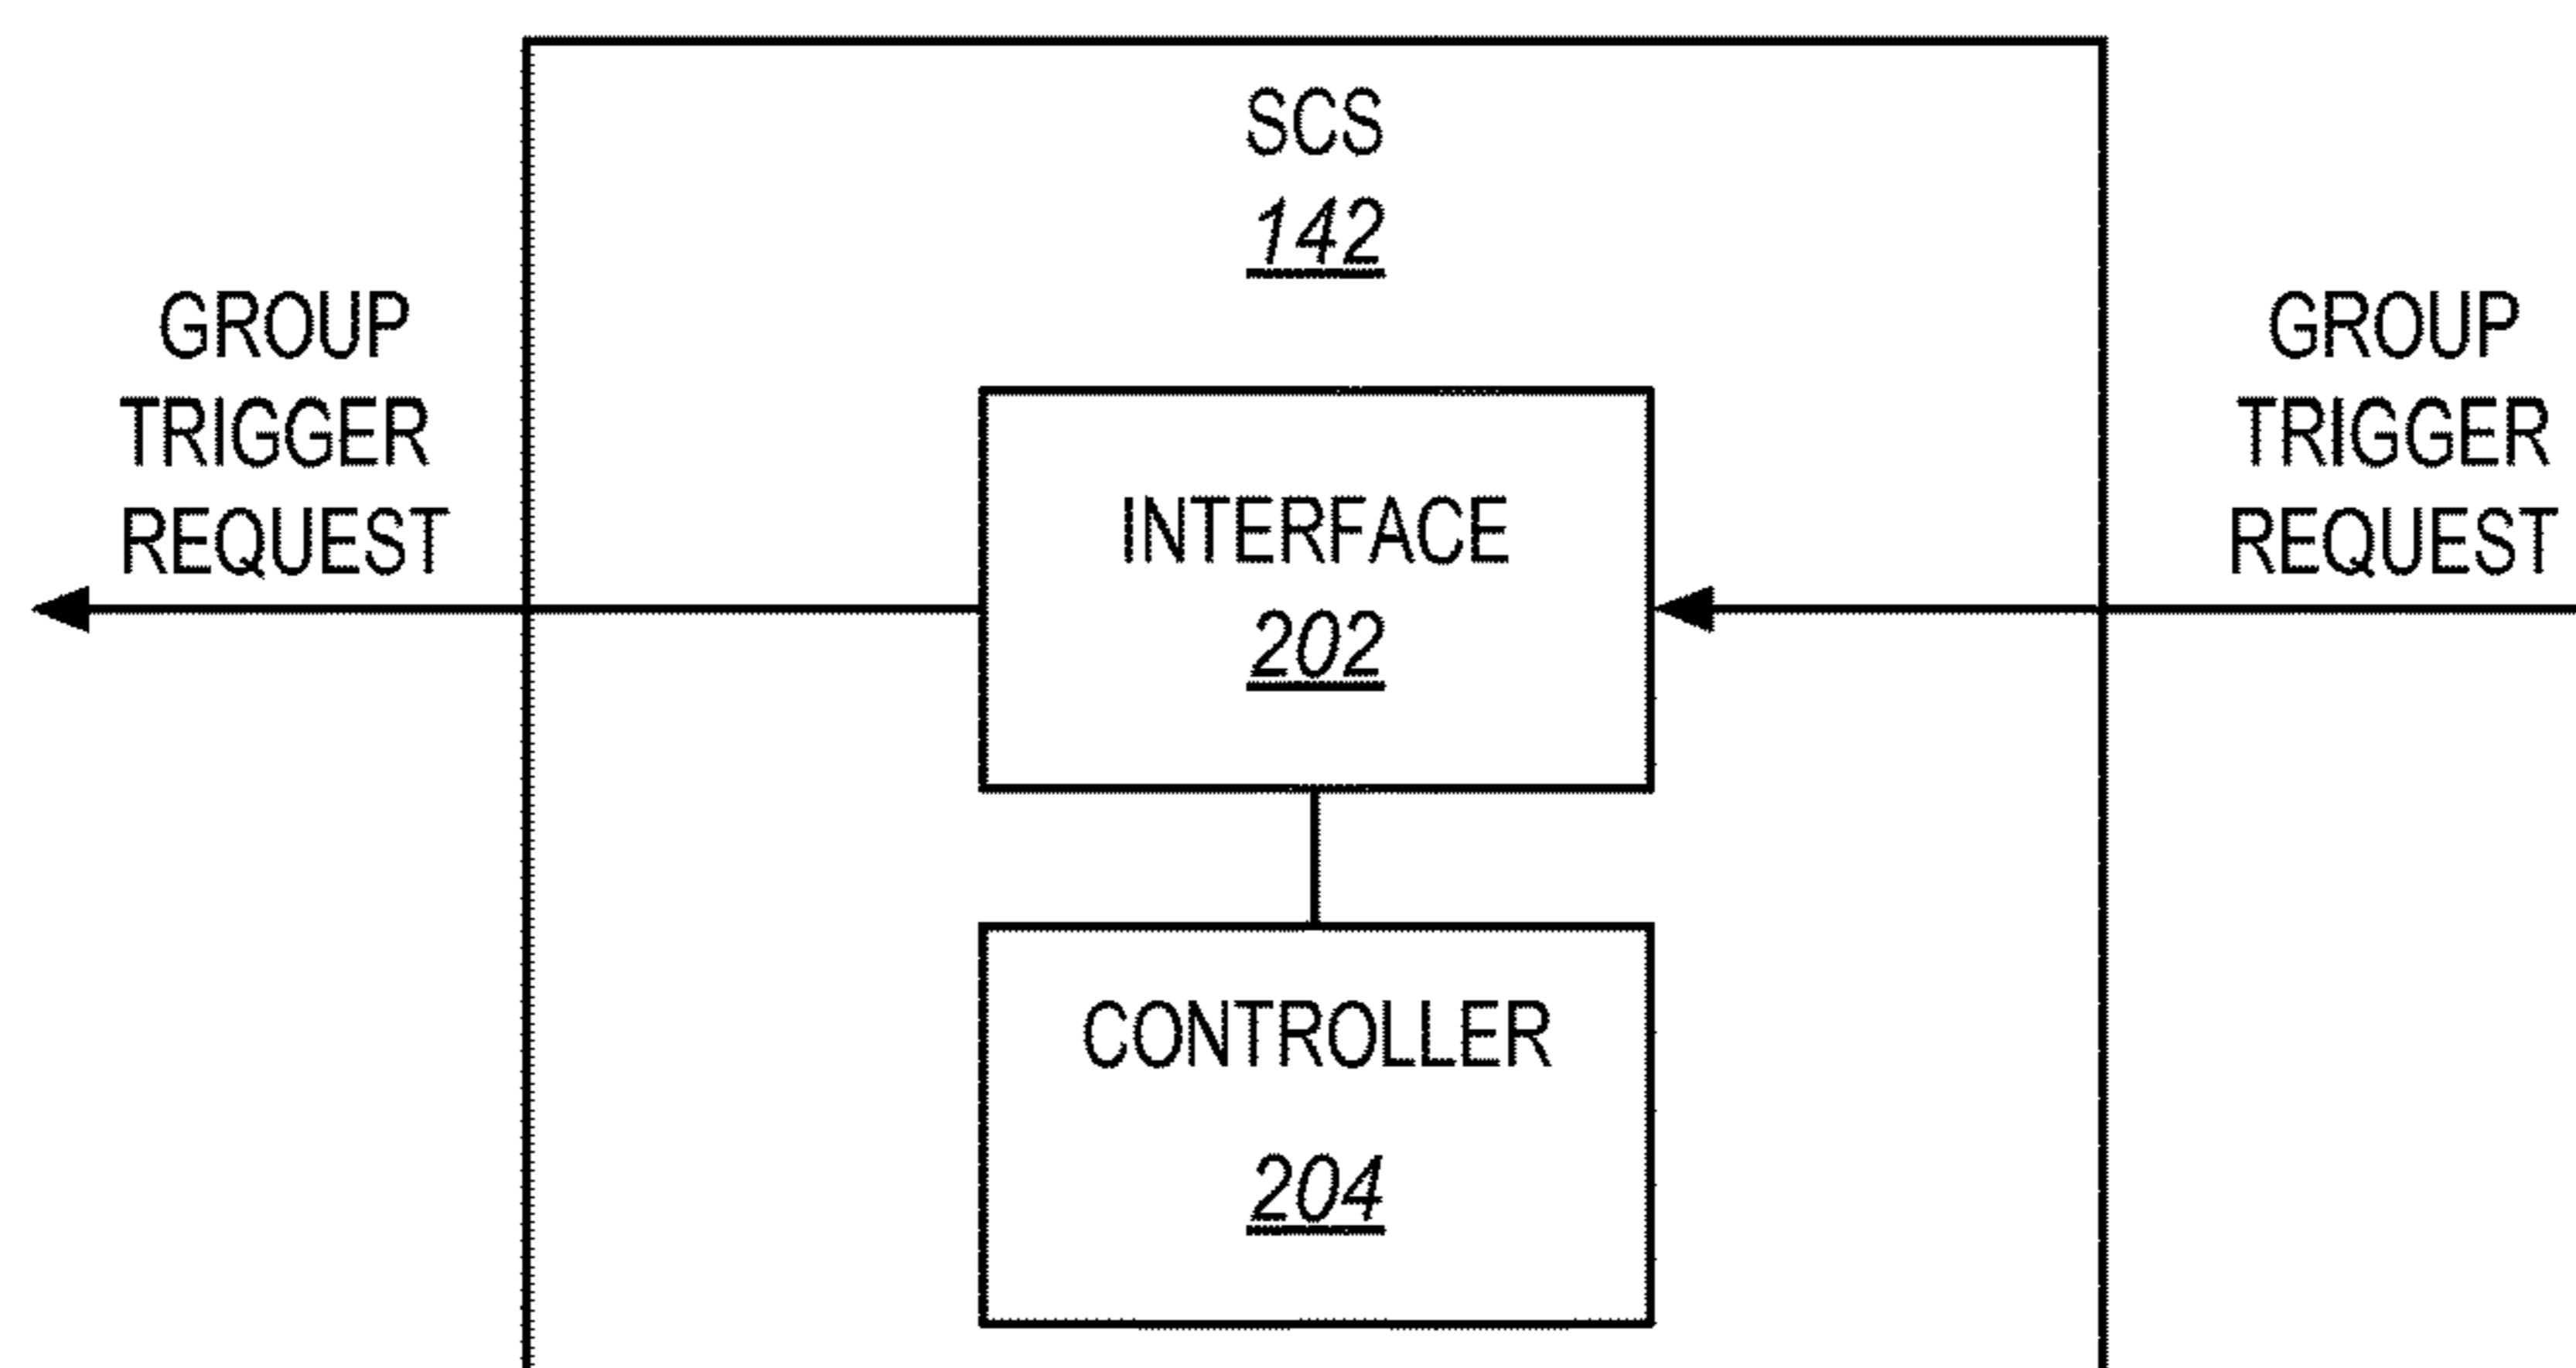 SCS
142
GROUP
TRIGGER
REQUEST
GROUP
TRIGGER
REQUEST
INTERFACE
202
CONTROLLER
204